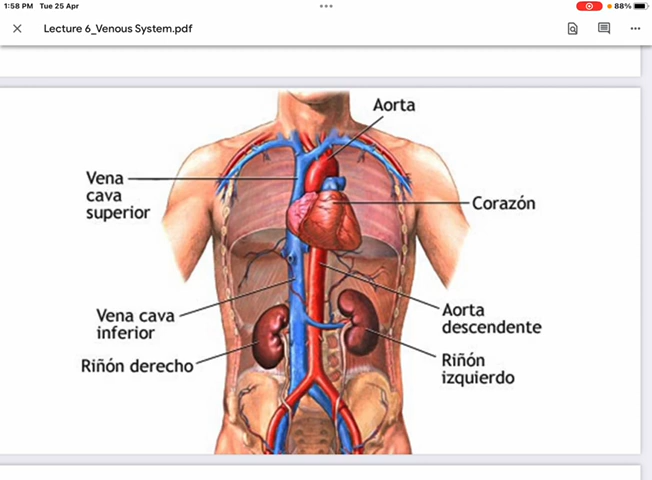 1:58 PM Tue 25 Apr
88%
Lecture 6_Venous System.pdf
Aorta
Vena
cava
superior
Corazón
Vena cava
inferior
Aorta
descendente
Riñón derecho
Riñón
izquierdo